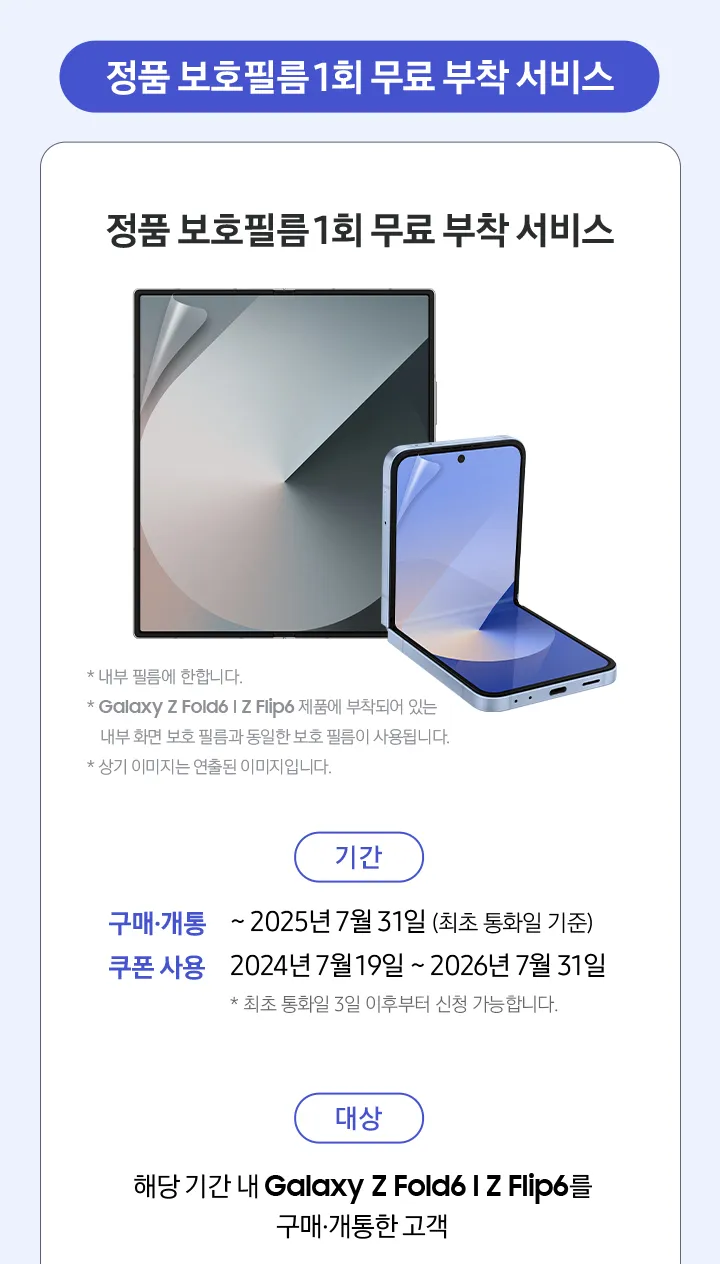 정품 보호필름 1회 무료 부착 서비스
정품 보호필름 1회 무료 부착 서비스
* 내부 필름에 한합니다.
* Galaxy Z Fold6 l Z Flip6 제품에 부착되어 있는
내부 화면 보호 필름과 동일한 보호 필름이 사용됩니다.
* 상기 이미지는 연출된 이미지입니다.
기간
구매·개통 ~ 2025년 7월 31일 (최초 통화일 기준)
쿠폰 사용 2024년 7월 19일 ~ 2026년 7월 31일
* 최초 통화일 3일 이후부터 신청 가능합니다.
대상
해당 기간 내 Galaxy Z Fold6 l Z Flip6를
구매·개통한 고객